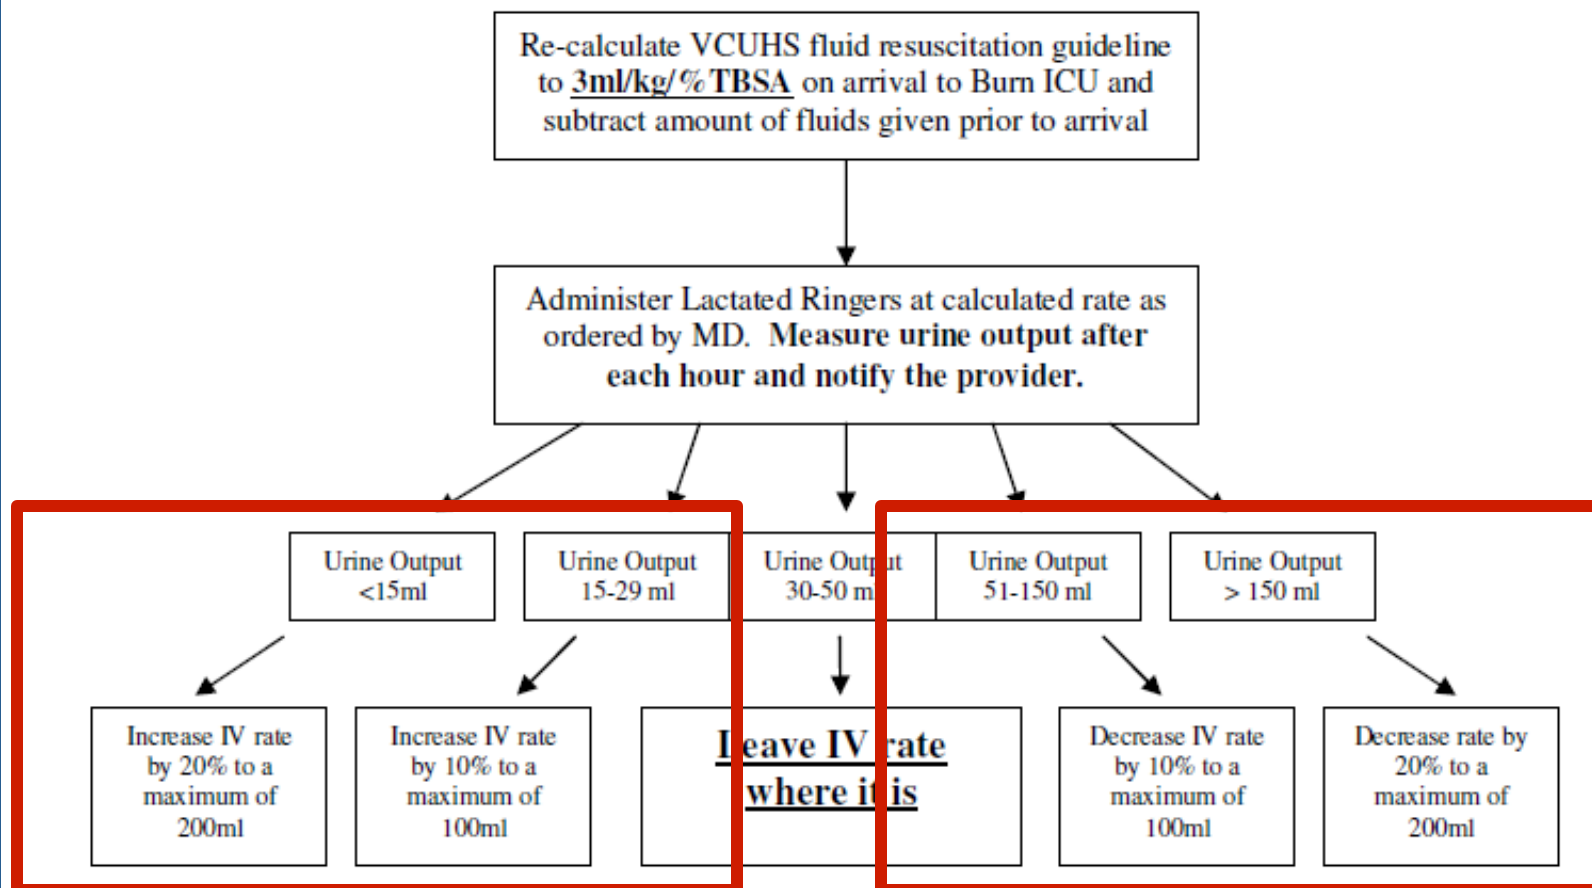 Re-calculate VCUHS fluid resuscitation guideline
to 3ml/kg/%TBSA on arrival to Burn ICU and
subtract amount of fluids given prior to arrival
Administer Lactated Ringers at calculated rate as
ordered by MD. Measure urine output after
each hour and notify the provider.
Urine Output
<15ml
Urine Output
15-29 ml
Urine Output
30-50 ml
Urine Output
51-150 ml
Urine Output
> 150 ml
Increase IV rate
by 20% to a
maximum of
200ml
Increase IV rate
by 10% to a
maximum of
100ml
Leave IV rate
where it is
Decrease IV rate
by 10% to a
maximum of
100ml
Decrease rate by
20% to a
maximum of
200ml